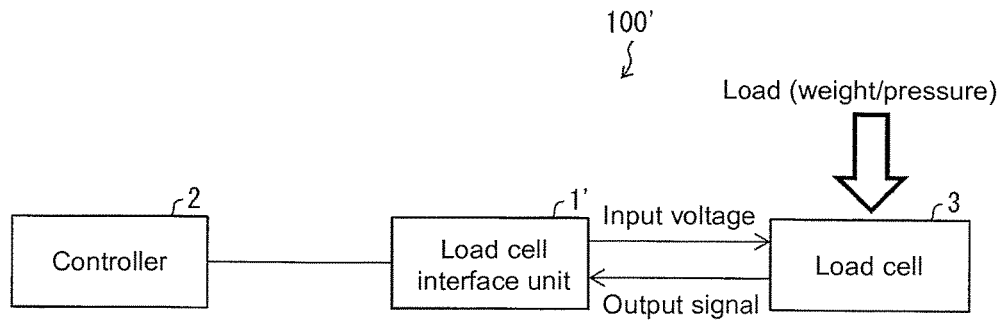 100'
Load (weight/pressure)
2
1'
3
Controller
Load cell
interface unit
Input voltage
Output signal
Load cell